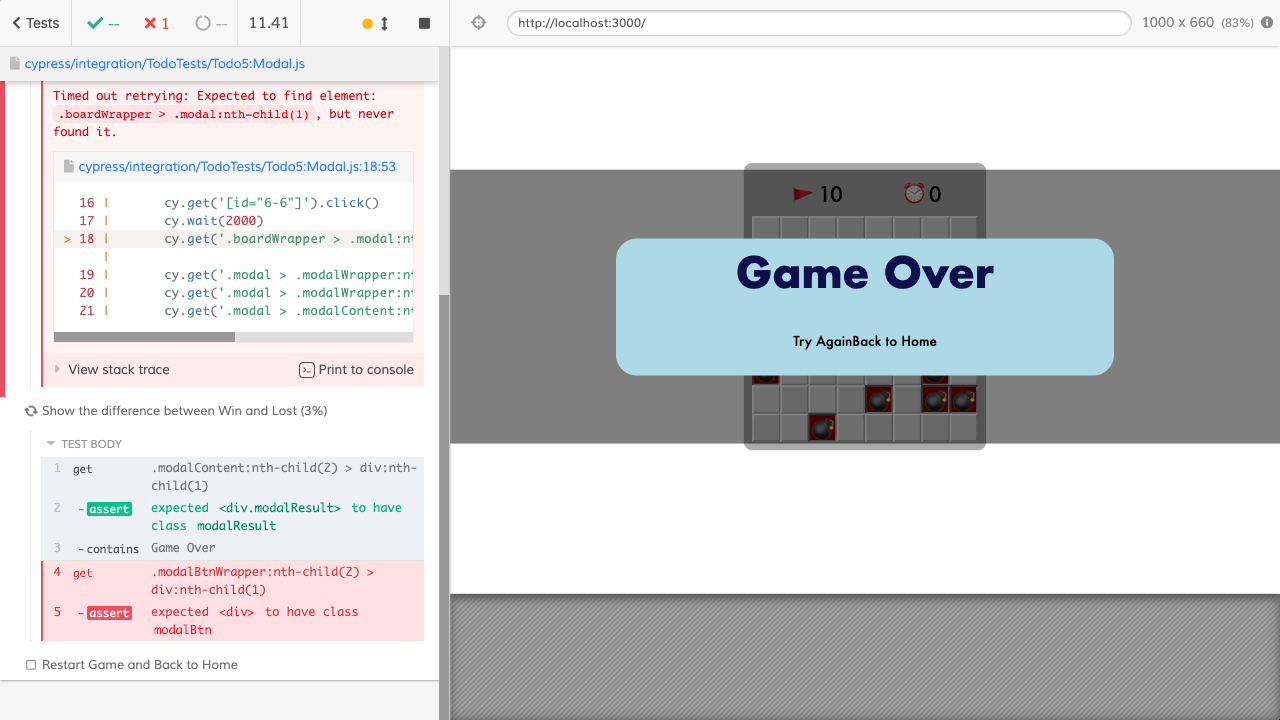 Tests
--
1
--
11.41
http://localhost:3000/
1000 x 660 (83%)
cypress/integration/TodoTests/Todo5:Modal.js
Timed out retrying: Expected to find element:
.boardWrapper > .modal:nth-child(1), but never
found it.
cypress/integration/TodoTests/Todo5:Modal.js:18:53
16 | cy.get('[id="6-6"]').click()
17 | cy.wait(2000)
> 18 | cy.get('.boardWrapper > .modal:nt
|
19 | cy.get('.modal > .modalWrapper:nt
20 | cy.get('.modal > .modalWrapper:nt
21 | cy.get('.modal > .modalContent:nt
View stack trace
Print to console
Show the difference between Win and Lost (3%)
TEST BODY
1 get .modalContent:nth-child(2) > div:nth-
child(1)
2 -assert expected <div.modalResult> to have
class modalResult
3 -contains Game Over
4 get .modalBtnWrapper:nth-child(2) >
div:nth-child(1)
5 -assert expected <div> to have class
modalBtn
Restart Game and Back to Home
10
0
Game Over
Try AgainBack to Home